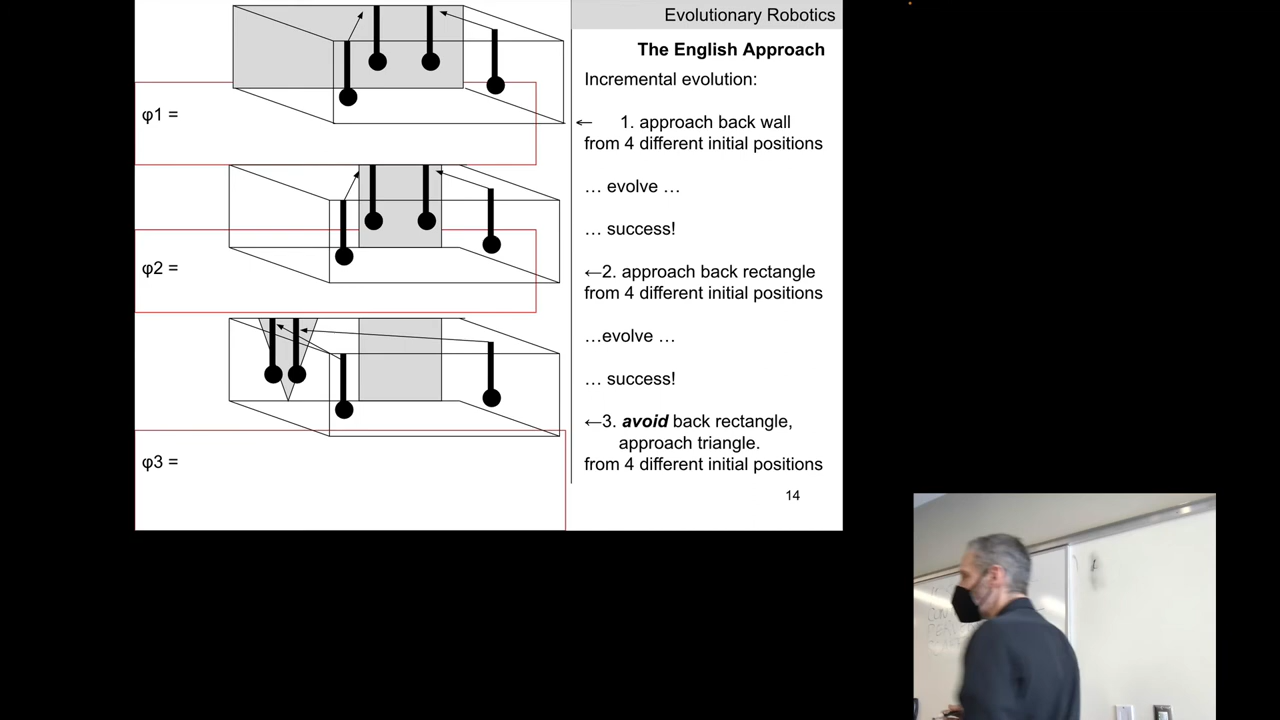 Evolutionary Robotics
The English Approach
Incremental evolution:
← 1. approach back wall
from 4 different initial positions
… evolve …
… success!
←2. approach back rectangle
from 4 different initial positions
…evolve …
… success!
←3. avoid back rectangle,
approach triangle.
from 4 different initial positions
14
φ1 =
φ2 =
φ3 =